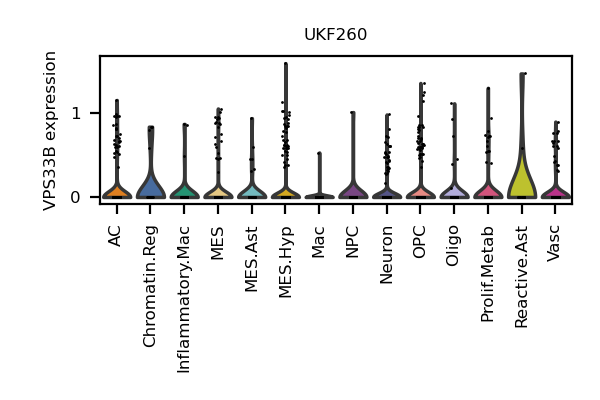 UKF260
VPS33B expression
1
0
AC
Chromatin.Reg
Inflammatory.Mac
MES
MES.Ast
MES.Hyp
Mac
NPC
Neuron
OPC
Oligo
Prolif.Metab
Reactive.Ast
Vasc